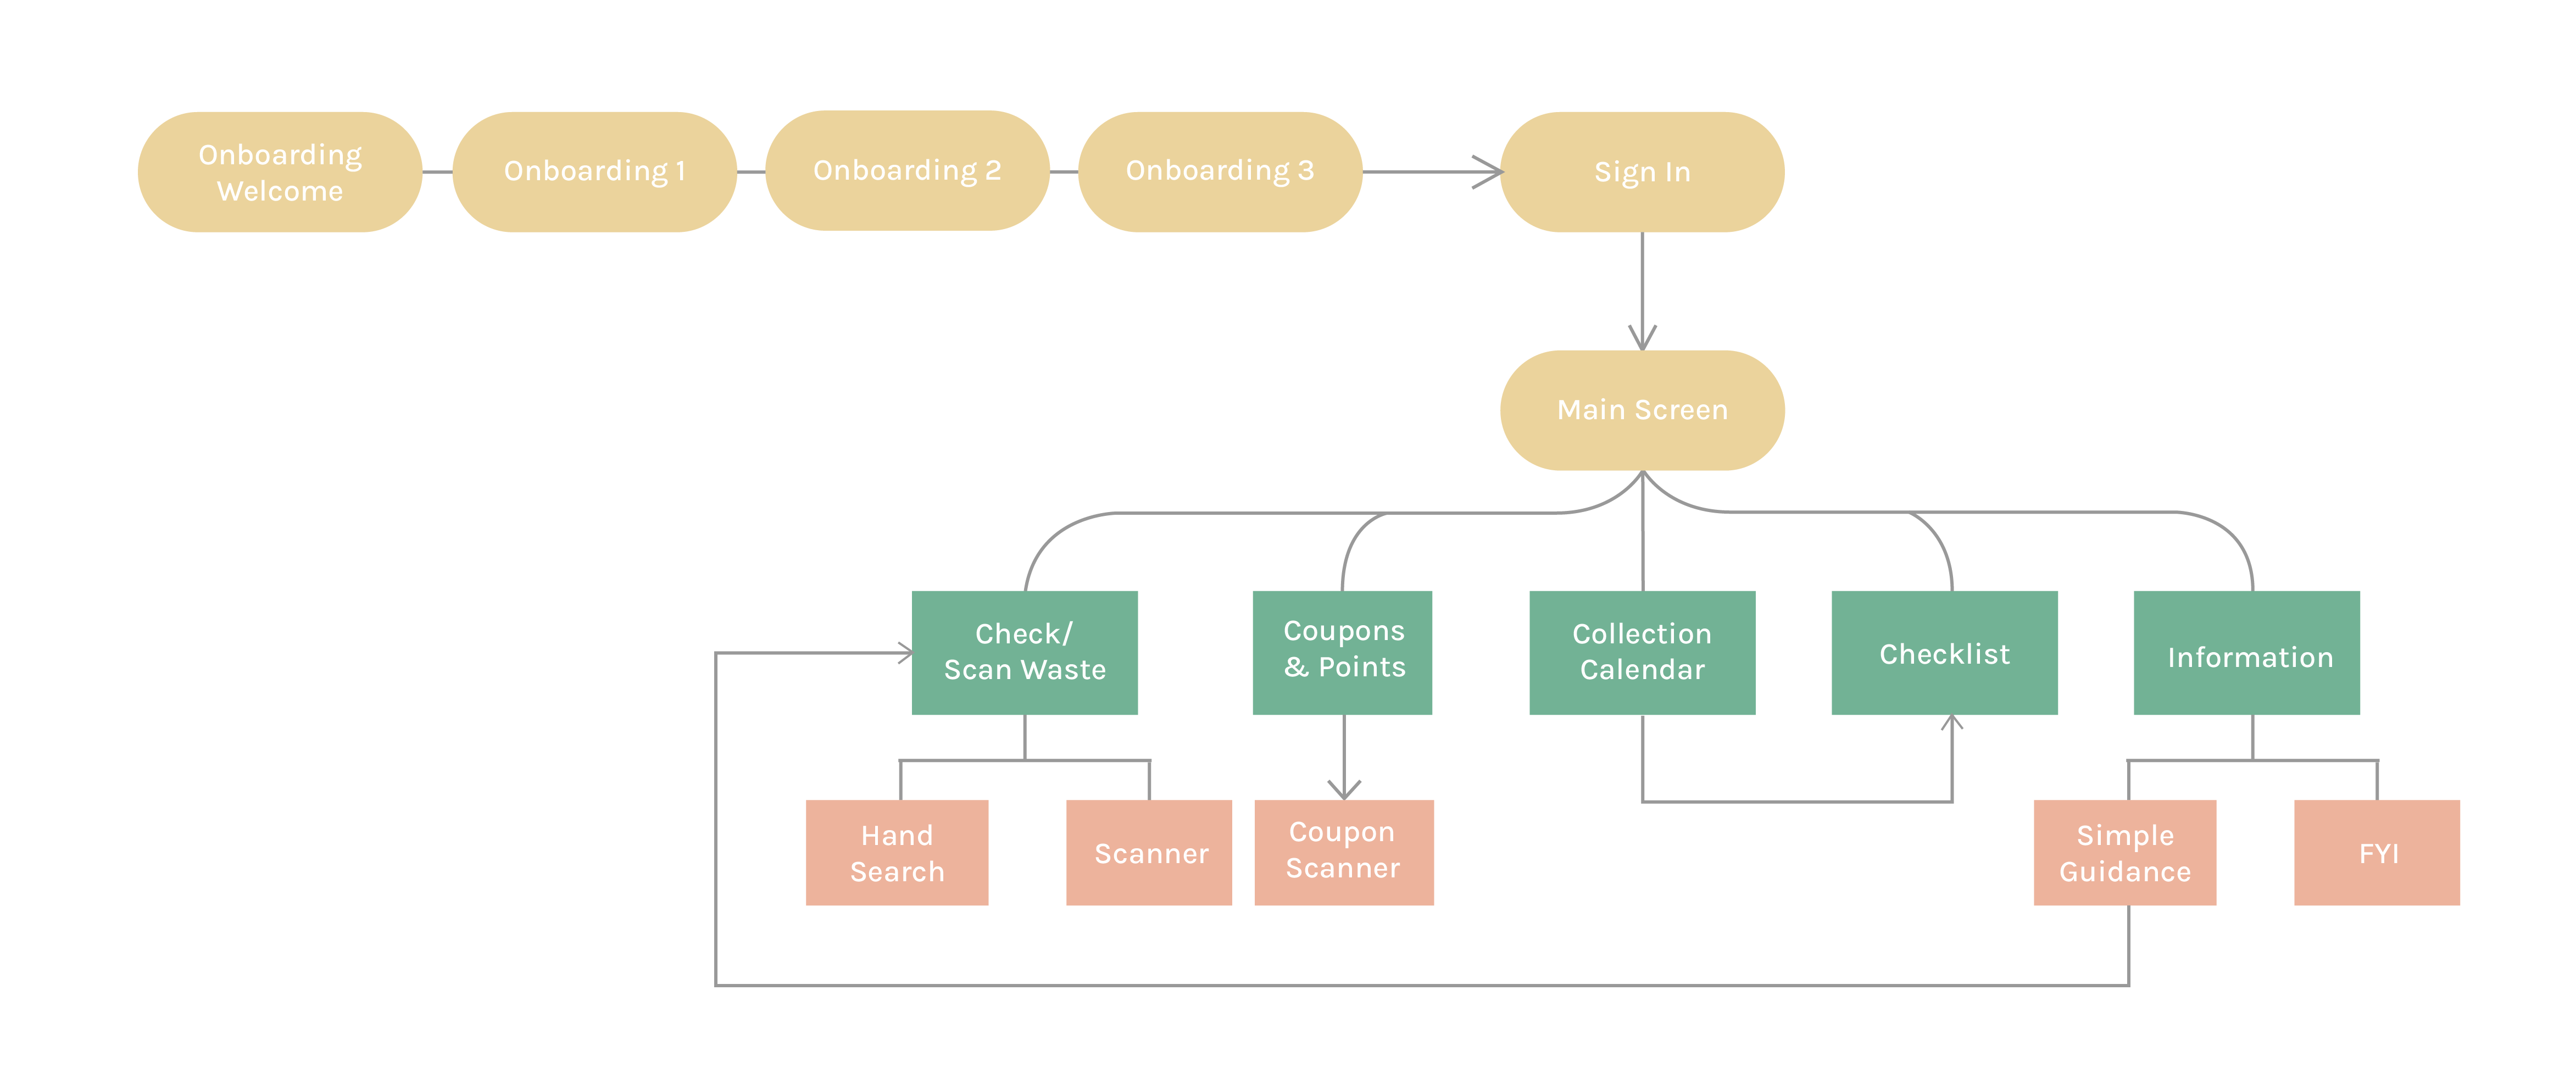 Onboarding
Welcome
Onboarding 1
Onboarding 2
Onboarding 3
Sign In
Main Screen
Check/
Scan Waste
Coupons
& Points
Collection
Calendar
Checklist
Information
Hand
Search
Scanner
Coupon
Scanner
Simple
Guidance
FYI